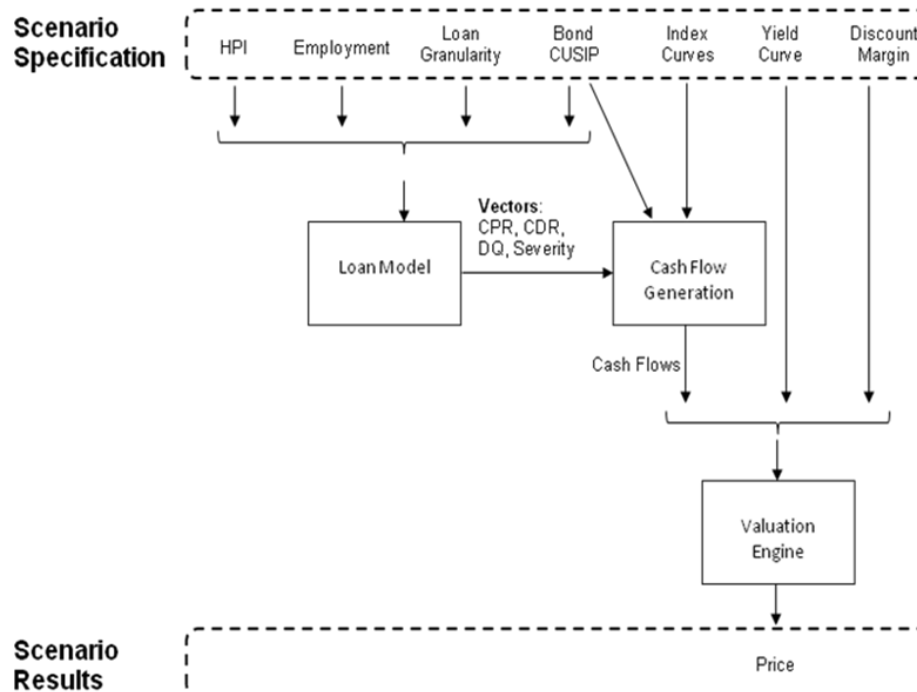 Scenario
Specification
HPI
Employment
Loan
Granularity
Bond
CUSIP
Index
Curves
Yield
Curve
Discount
Margin
Vectors:
CPR, CDR,
DQ, Severity
Loan Model
Cash Flow
Generation
Cash Flows
Valuation
Engine
Scenario
Results
Price